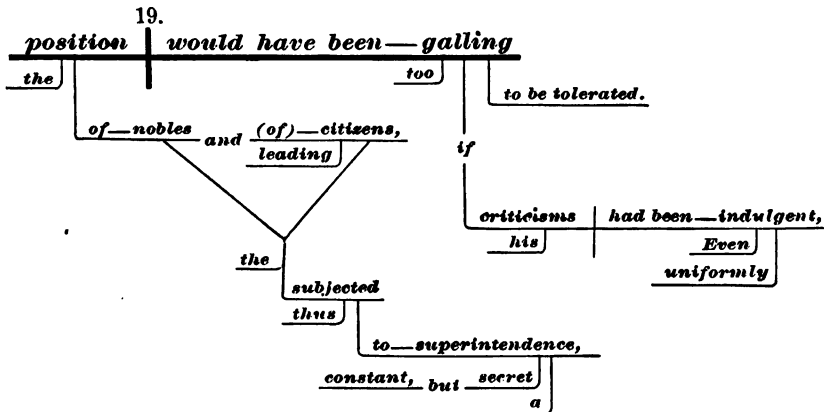 19.
position would have been—galling
the too
to be tolerated.
of—nobles and (of)—citizens,
leading if
criticisms had been—indulgent,
his Even
the uniformly
subjected
thus
to—superintendence,
constant, but secret
a